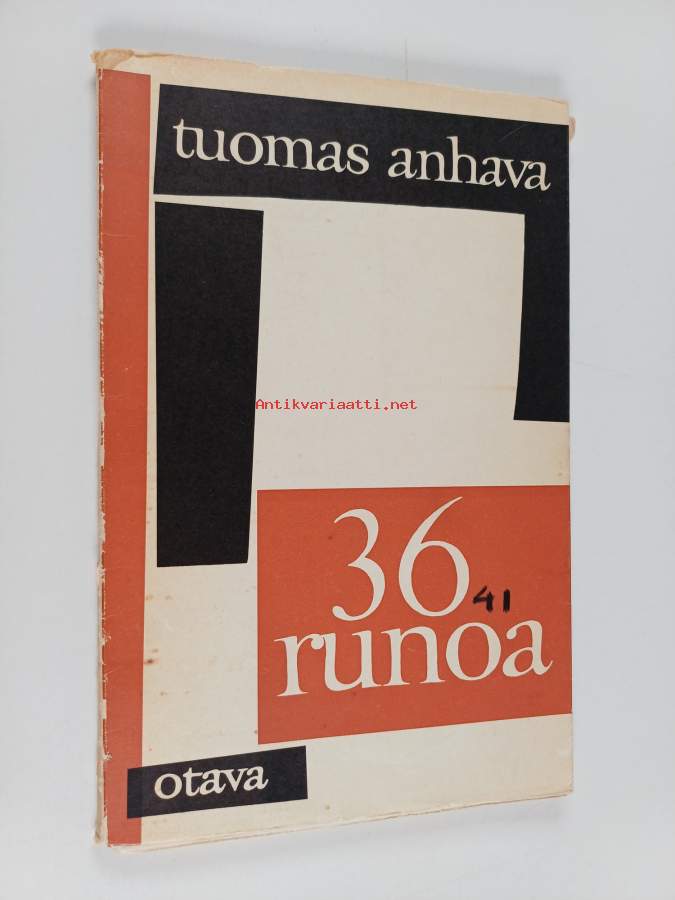 tuomas anhava
Antikvariaatti.net
36
41
runoa
otava